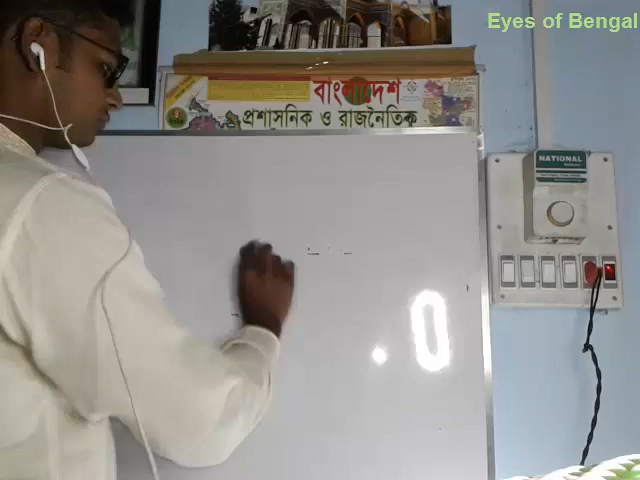 Eyes of Bengal
বাংলাদেশ
প্রশাসনিক ও রাজনৈতিক
NATIONAL